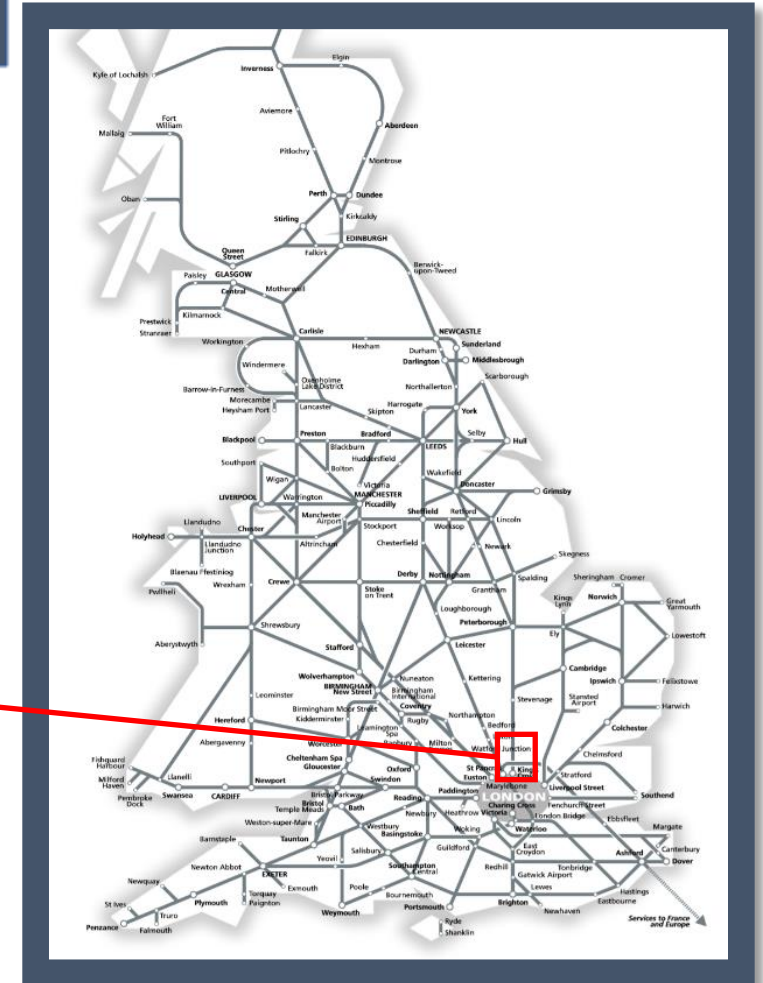 Elgin
Inverness
Kyle of Lochalsh
Aviemore
Fort
William
Mallaig
Aberdeen
Pitlochry
Montrose
Perth
Dundee
Oban
Stirling
Kirkcaldy
EDINBURGH
Queen
Street
Falkirk
Berwick-
upon-Tweed
Paisley
GLASGOW
Central
Motherwell
Kilmarnock
Prestwick
Stranraer
Carlisle
NEWCASTLE
Workington
Hexham
Sunderland
Durham
Darlington
Middlesbrough
Windermere
Scarborough
Oxenholme
Lake District
Northallerton
Barrow-in-Furness
Morecambe
Heysham Port
Lancaster
Harrogate
Skipton
York
Blackpool
Preston
Bradford
LEEDS
Selby
Hull
Blackburn
Huddersfield
Southport
Bolton
Wakefield
Wigan
Victoria
MANCHESTER
Piccadilly
Doncaster
Grimsby
LIVERPOOL
Warrington
Manchester
Airport
Stockport
Sheffield
Retford
Worksop
Lincoln
Llandudno
Holyhead
Chester
Llandudno
Junction
Altrincham
Chesterfield
Newark
Skegness
Blaenau Ffestiniog
Pwllheli
Wrexham
Crewe
Stoke
on Trent
Derby
Nottingham
Grantham
Spalding
Sheringham
Cromer
Kings
Lynn
Norwich
Great
Yarmouth
Loughborough
Peterborough
Shrewsbury
Ely
Lowestoft
Aberystwyth
Stafford
Leicester
Wolverhampton
BIRMINGHAM
New Street
Nuneaton
Birmingham
International
Kettering
Cambridge
Ipswich
Felixstowe
Leominster
Coventry
Stevenage
Stansted
Airport
Harwich
Birmingham Moor Street
Kidderminster
Rugby
Northampton
Hereford
Leamington
Spa
Bedford
Colchester
Abergavenny
Worcester
Banbury
Milton
Watford
Junction
Chelmsford
Fishguard
Harbour
Cheltenham Spa
Gloucester
Oxford
St Pancras
King's
Euston
Stratford
Milford
Haven
Llanelli
Swindon
Marylebone
Liverpool Street
Pembroke
Dock
Swansea
CARDIFF
Newport
Bristol Parkway
Bristol
Temple Meads
Bath
Reading
Paddington
LONDON
Fenchurch Street
Southend
Charing Cross
Weston-super-Mare
Newbury
Heathrow
Victoria
London Bridge
Ebbsfleet
Westbury
Basingstoke
Woking
Waterloo
Margate
Barnstaple
Taunton
Salisbury
Guildford
East
Croydon
Canterbury
Newton Abbot
Yeovil
Southampton
Central
Redhill
Tonbridge
Ashford
Dover
EXETER
Gatwick Airport
Newquay
Exmouth
Poole
Bournemouth
Lewes
Hastings
Torquay
Paignton
Eastbourne
St Ives
Plymouth
Portsmouth
Brighton
Newhaven
Truro
Weymouth
Ryde
Services to France
and Europe
Penzance
Falmouth
Shanklin